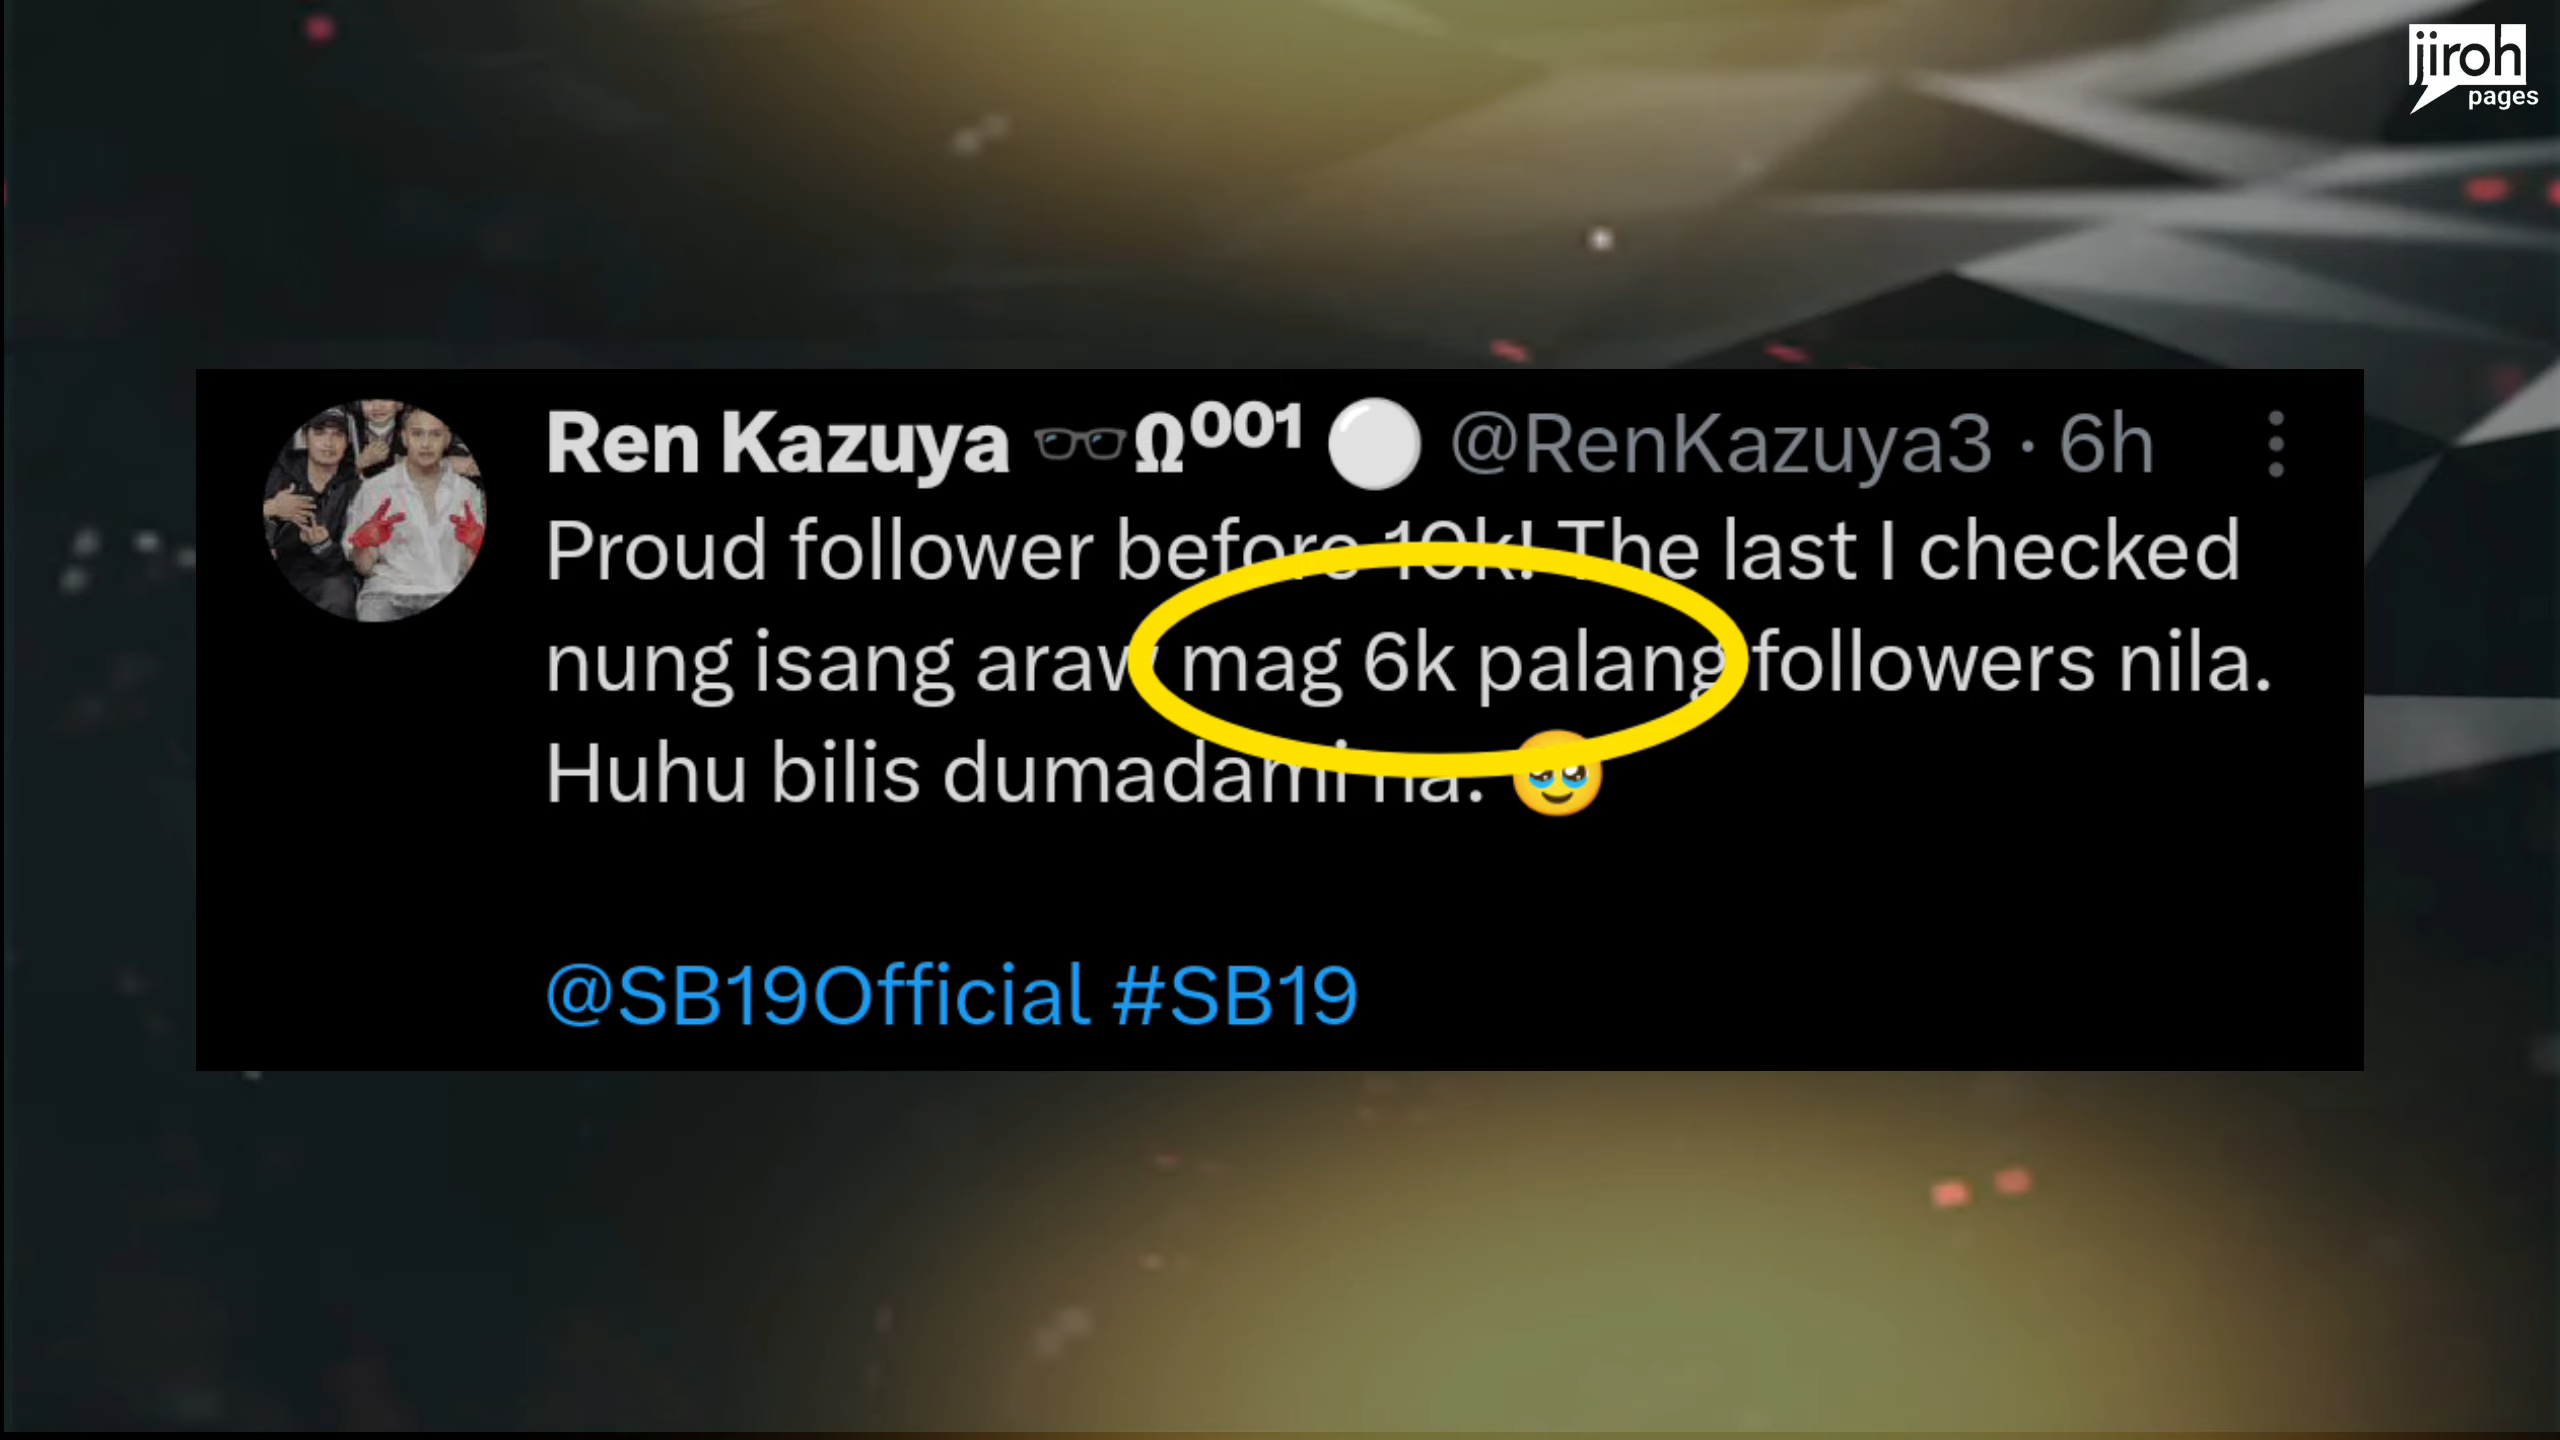 jiroh
pages
Ren Kazuya 🕶️Ω⁰⁰¹ ⚪ @RenKazuya3 · 6h
Proud follower before 10k! The last I checked
nung isang araw mag 6k palang followers nila.
Huhu bilis dumadami na. 🥹
@SB19Official #SB19